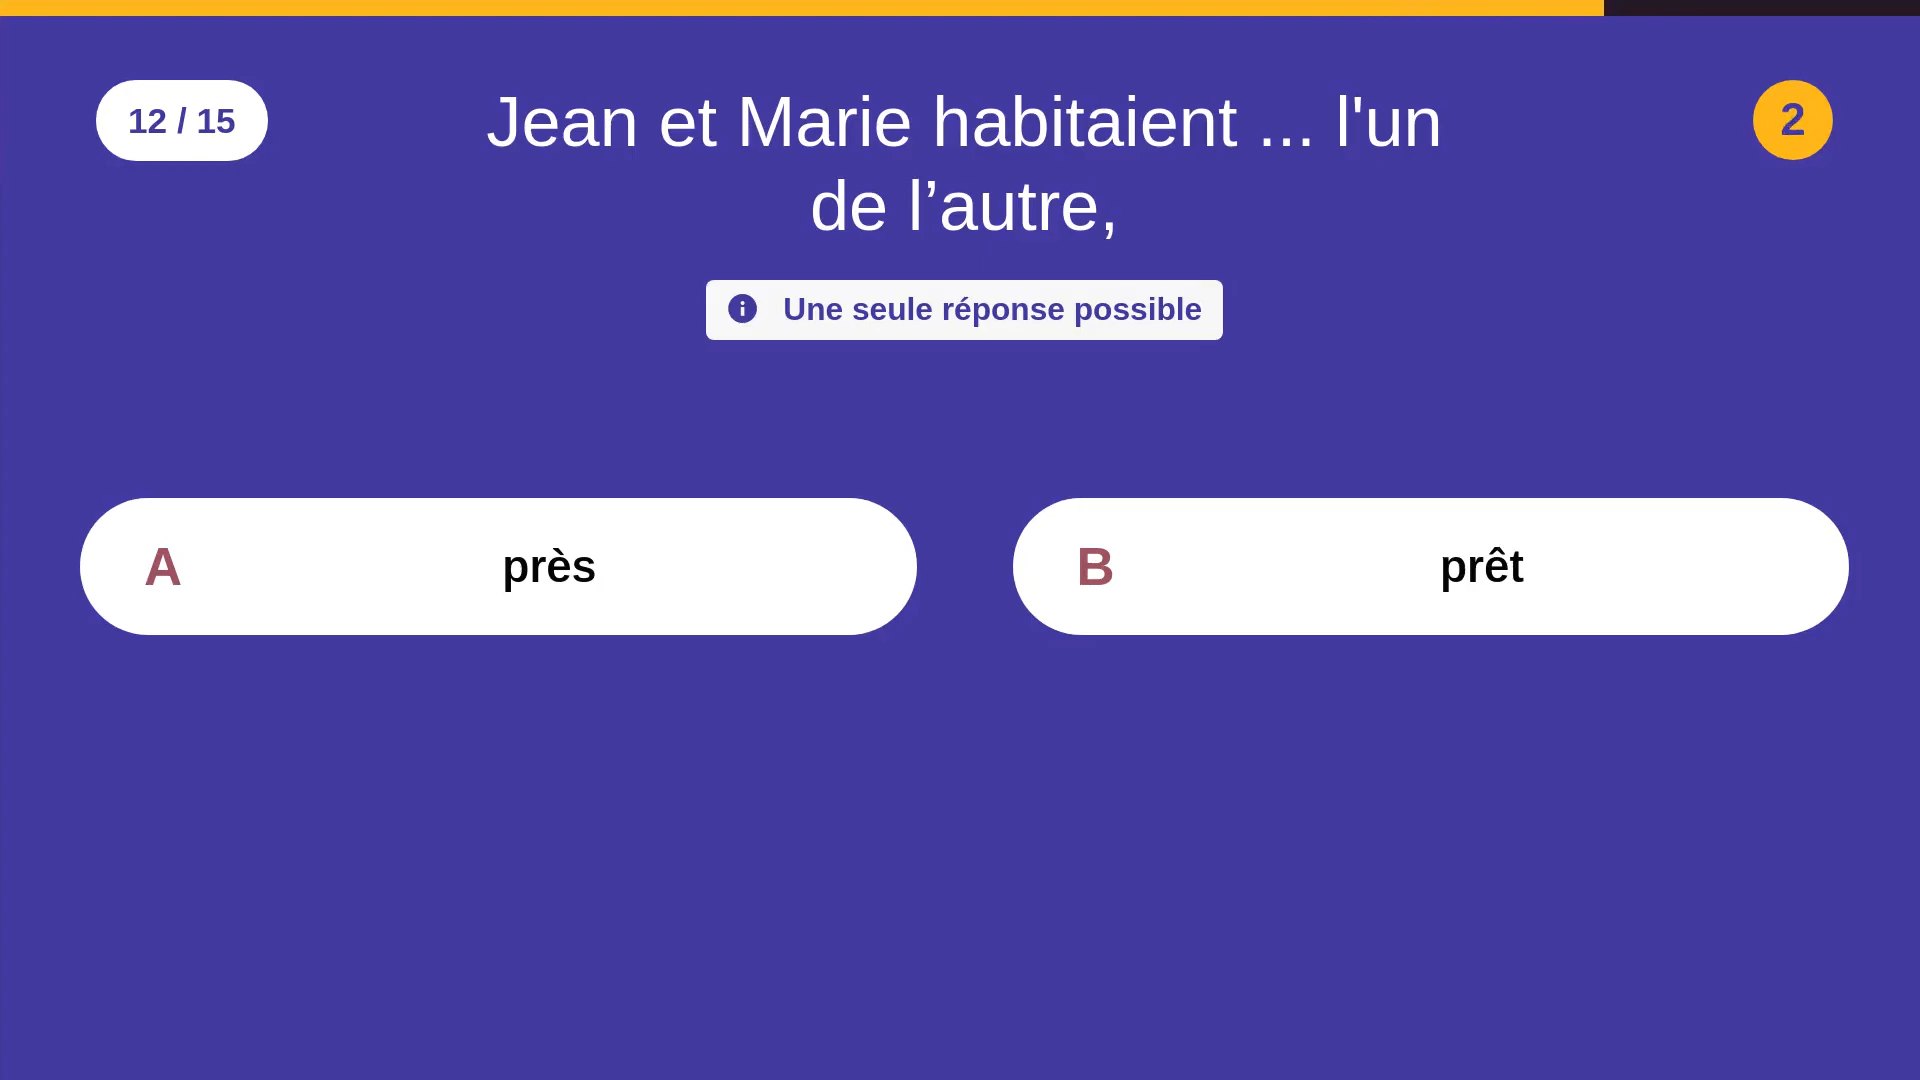 12 / 15
Jean et Marie habitaient ... l'un
de l’autre,
2
Une seule réponse possible
A près
B prêt